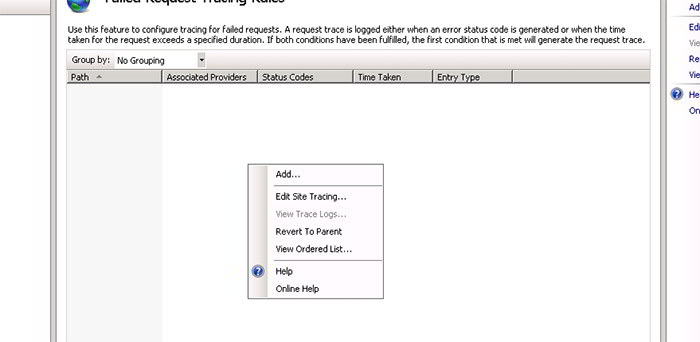 Failed Request Tracing Rules
Use this feature to configure tracing for failed requests. A request trace is logged either when an error status code is generated or when the time
taken for the request exceeds a specified duration. If both conditions have been fulfilled, the first condition that is met will generate the request trace.
Group by: No Grouping
Path Associated Providers Status Codes Time Taken Entry Type
Add...
Edit Site Tracing...
View Trace Logs...
Revert To Parent
View Ordered List...
Help
Online Help
Ad
Edi
Vie
Re
Vie
He
On